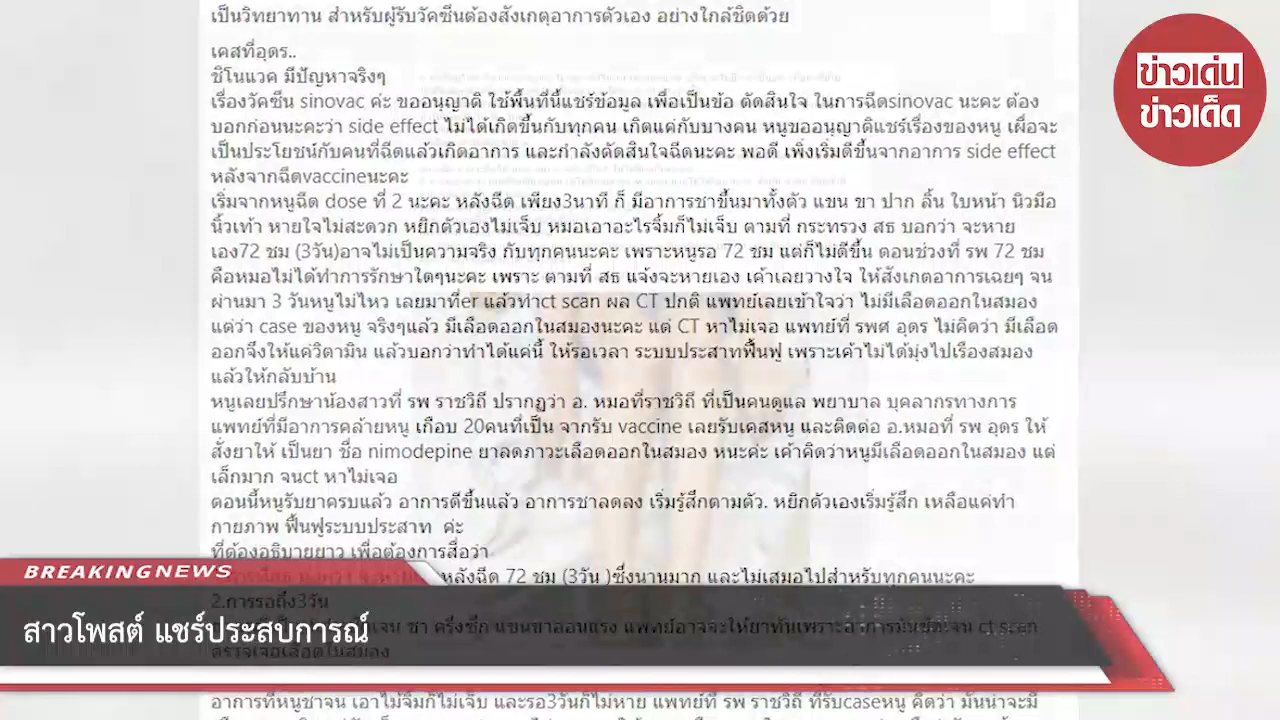 เป็นวิทยาทาน สำหรับผู้รับวัคซีนต้องสังเกตุอาการตัวเอง อย่างใกล้ชิดด้วย
เคสที่อุดร..
ชิโนแวค มีปัญหาจริงๆ
เรื่องวัคซีน sinovac ค่ะ ขออนุญาติ ใช้พื้นที่นี้แชร์ข้อมูล เพื่อเป็นข้อ ตัดสินใจ ในการฉีดsinovac นะคะ ต้อง
บอกก่อนนะคะว่า side effect ไม่ได้เกิดขึ้นกับทุกคน เกิดแค่กับบางคน หนูขออนุญาติแชร์เรื่องของหนู เผื่อจะ
เป็นประโยชน์กับคนที่ฉีดแล้วเกิดอาการ และกำลังตัดสินใจฉีดนะคะ พอดี เพิ่งเริ่มดีขึ้นจากอาการ side effect
หลังจากฉีดvaccineนะคะ
เริ่มจากหนูฉีด dose ที่ 2 นะคะ หลังฉีด เพียง3นาที ก็ มีอาการชาขึ้นมาทั้งตัว แขน ขา ปาก ลิ้น ใบหน้า นิวมือ
นิ้วเท้า หายใจไม่สะดวก หยิกตัวเองไม่เจ็บ หมอเอาอะไรจิ้มก็ไม่เจ็บ ตามที่ กระทรวง สธ บอกว่า จะหาย
เอง72 ชม (3วัน)อาจไม่เป็นความจริง กับทุกคนนะคะ เพราะหนูรอ 72 ชม แต่ก็ไม่ดีขึ้น ตอนช่วงที่ รพ 72 ชม
คือหมอไม่ได้ทำการรักษาใดๆนะคะ เพราะ ตามที่ สธ แจ้งจะหายเอง เค้าเลยวางใจ ให้สังเกตอาการเฉยๆ จน
ผ่านมา 3 วันหนูไม่ไหว เลยมาที่er แล้วทำct scan ผล CT ปกติ แพทย์เลยเข้าใจว่า ไม่มีเลือดออกในสมอง
แต่ว่า case ของหนู จริงๆแล้ว มีเลือดออกในสมองนะคะ แต่ CT หาไม่เจอ แพทย์ที่ รพศ อุดร ไม่คิดว่า มีเลือด
ออกจึงให้แค่วิตามิน แล้วบอกว่าทำได้แค่นี้ ให้รอเวลา ระบบประสาทฟื้นฟู เพราะเค้าไม่ได้มุ่งไปเรื่องสมอง
แล้วให้กลับบ้าน
หนูเลยปรึกษาน้องสาวที่ รพ ราชวิถี ปรากฏว่า อ. หมอที่ราชวิถี ที่เป็นคนดูแล พยาบาล บุคลากรทางการ
แพทย์ที่มีอาการคล้ายหนู เกือบ 20คนที่เป็น จากรับ vaccine เลยรับเคสหนู และติดต่อ อ.หมอที่ รพ อุดร ให้
สั่งยาให้ เป็นยา ชื่อ nimodepine ยาลดภาวะเลือดออกในสมอง หนะค่ะ เค้าคิดว่าหนูมีเลือดออกในสมอง แต่
เล็กมาก จนct หาไม่เจอ
ตอนนี้หนูรับยาครบแล้ว อาการดีขึ้นแล้ว อาการชาลดลง เริ่มรู้สึกตามตัว. หยิกตัวเองเริ่มรู้สึก เหลือแค่ทำ
กายภาพ ฟื้นฟูระบบประสาท ค่ะ
ที่ต้องอธิบายยาว เพื่อต้องการสื่อว่า
หลังฉีด 72 ชม (3วัน )ซึ่งนานมาก และไม่เสมอไปสำหรับทุกคนนะคะ
2.การรอถึง3วัน
ชา ครึ่งซีก แขนขาอ่อนแรง แพทย์อาจจะให้ยาทันเพราะอาการมันชัดเจน ct scan
ตรวจเจอเลือดในสมอง
อาการที่หนูชาจน เอาไม้จิ้มก็ไม่เจ็บ และรอ3วันก็ไม่หาย แพทย์ที่ รพ ราชวิถี ที่รับcaseหนู คิดว่า มันน่าจะมี
ข่าวเด่น
ข่าวเด็ด
BREAKING NEWS
สาวโพสต์ แชร์ประสบการณ์